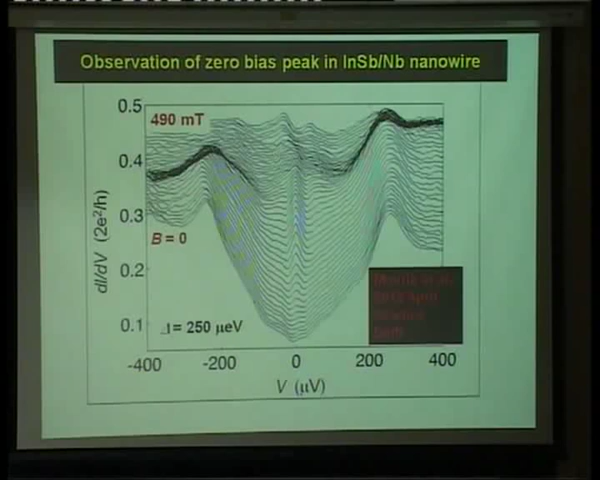 Observation of zero bias peak in InSb/Nb nanowire
0.5
490 mT
0.4
0.3
B = 0
0.2
0.1
Δ = 250 µeV
dI/dV (2e²/h)
-400 -200 0 200 400
V (µV)